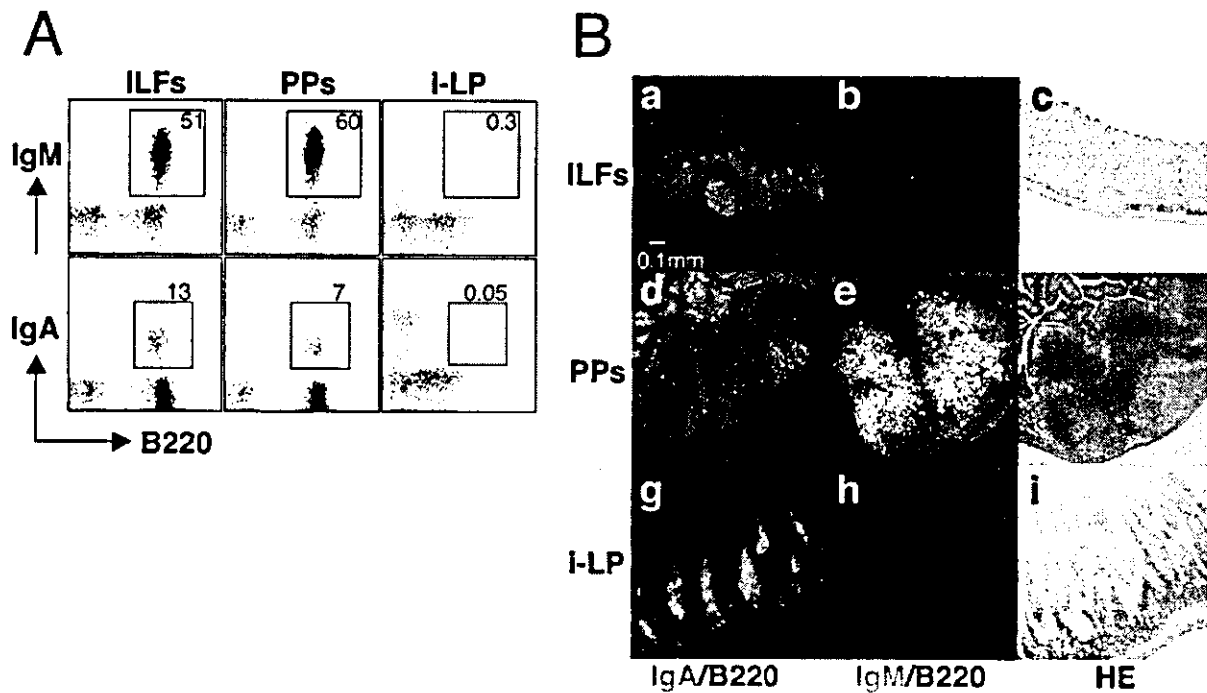 A
ILFs PPs i-LP
IgM
51
60
0.3
IgA
13
7
0.05
B220
B
a
b
c
ILFs
0.1mm
d
e
PPs
g
h
i
i-LP
IgA/B220 IgM/B220 HE